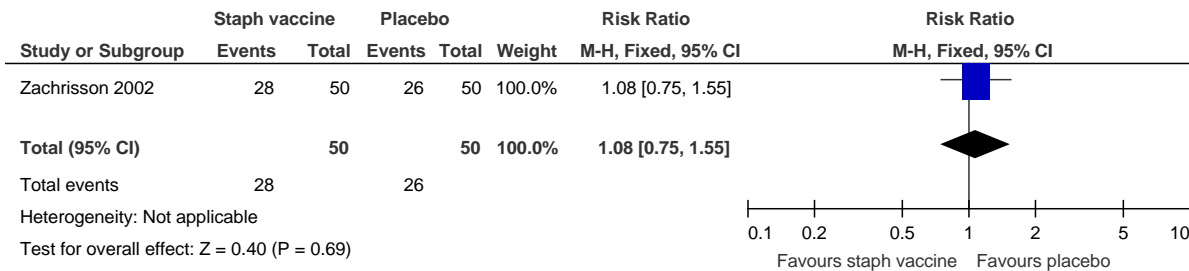 Staph vaccine Placebo Risk Ratio Risk Ratio
Study or Subgroup Events Total Events Total Weight M-H, Fixed, 95% CI M-H, Fixed, 95% CI
Zachrisson 2002 28 50 26 50 100.0% 1.08 [0.75, 1.55]
Total (95% CI) 50 50 100.0% 1.08 [0.75, 1.55]
Total events 28 26
Heterogeneity: Not applicable
Test for overall effect: Z = 0.40 (P = 0.69)
0.1 0.2 0.5 1 2 5 10
Favours staph vaccine Favours placebo